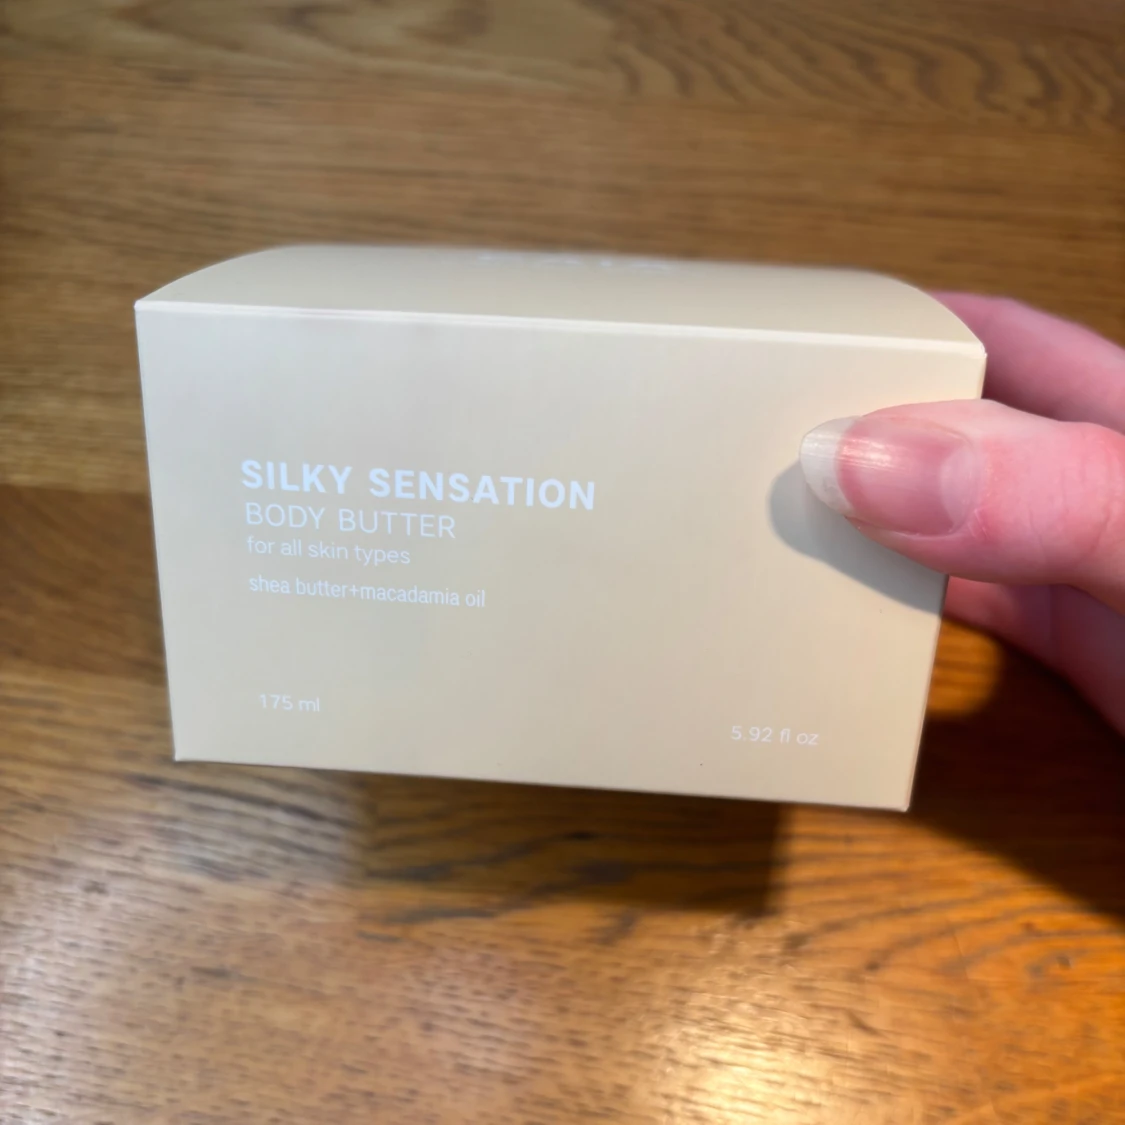 SILKY SENSATION
BODY BUTTER
for all skin types
shea butter+macadamia oil
175 ml
5.92 fl oz